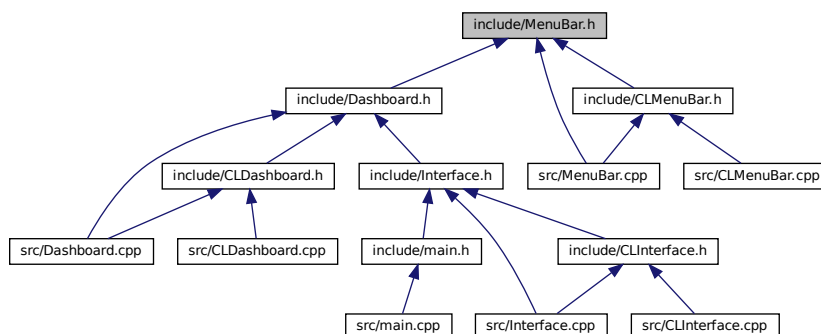 include/MenuBar.h
include/Dashboard.h
include/CLMenuBar.h
include/CLDashboard.h
include/Interface.h
src/MenuBar.cpp
src/CLMenuBar.cpp
src/Dashboard.cpp
src/CLDashboard.cpp
include/main.h
include/CLInterface.h
src/main.cpp
src/Interface.cpp
src/CLInterface.cpp